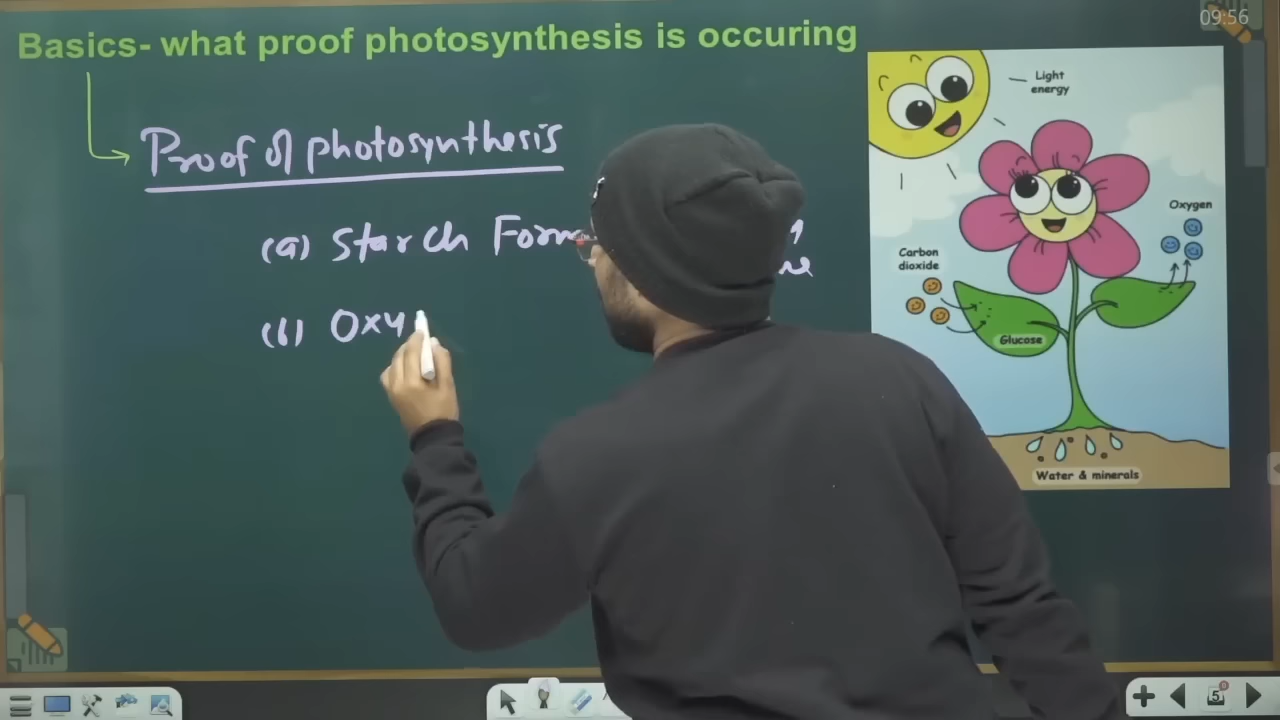 09:56
Basics- what proof photosynthesis is occuring
Light
energy
Proof of photosynthesis
Oxygen
(a) Starch Form
Carbon
dioxide
(b) Oxy
Glucose
Water & minerals
5